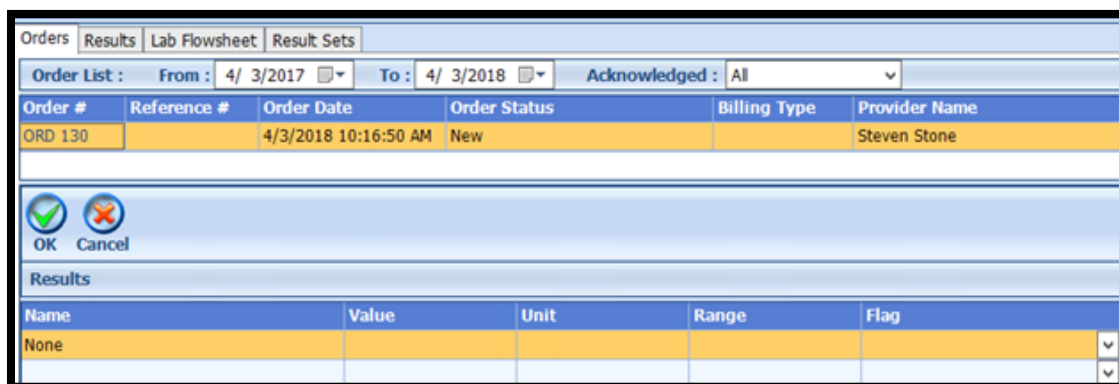 Orders Results Lab Flowsheet Result Sets
Order List : From : 4/ 3/2017 To : 4/ 3/2018 Acknowledged : All
Order # Reference # Order Date Order Status Billing Type Provider Name
ORD 130 4/3/2018 10:16:50 AM New Steven Stone
OK Cancel
Results
Name Value Unit Range Flag
None